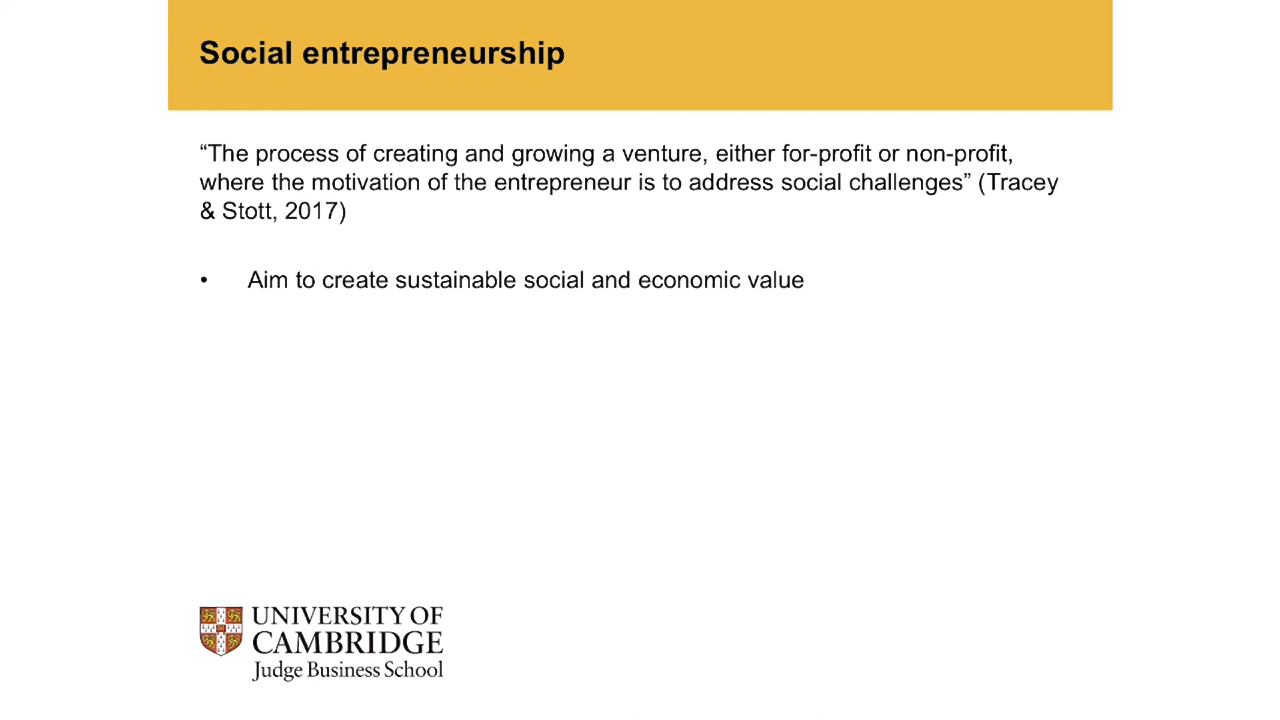 Social entrepreneurship
“The process of creating and growing a venture, either for-profit or non-profit,
where the motivation of the entrepreneur is to address social challenges” (Tracey
& Stott, 2017)
• Aim to create sustainable social and economic value
UNIVERSITY OF
CAMBRIDGE
Judge Business School